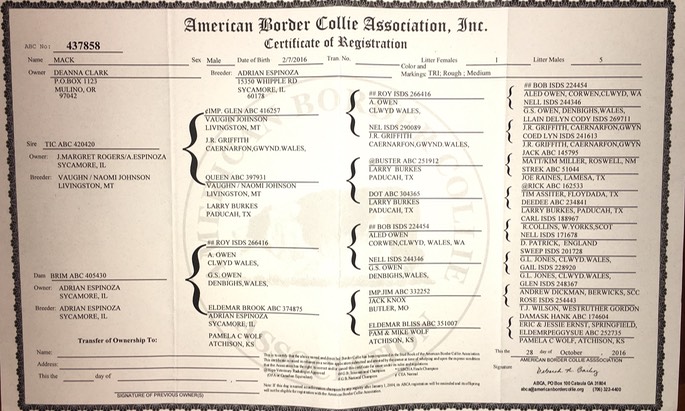 American Border Collie Association, Inc.
Certificate of Registration
ABC No: 437858
Name MACK Sex Male Date of Birth 2/7/2016 Tran. No. Litter Females 1 Litter Males 5
Owner DEANNA CLARK
P.O.BOX 1123
MULINO, OR
97042
Breeder: ADRIAN ESPINOZA
15350 WHIPPLE RD
SYCAMORE, IL
60178
Color and
Markings: TRI; Rough ; Medium
Sire TIC ABC 420420
Owner: J.MARGRET ROGERS/A.ESPINOZA
SYCAMORE, IL
Breeder: VAUGHN / NAOMI JOHNSON
LIVINGSTON, MT
Dam BRIM ABC 405430
Owner: ADRIAN ESPINOZA
SYCAMORE, IL
Breeder: ADRIAN ESPINOZA
SYCAMORE, IL
IMP. GLEN ABC 416257
VAUGHN JOHNSON
LIVINGSTON, MT
J.R. GRIFFITH
CAERNARFON,GWYND.WALES,
QUEEN ABC 397931
VAUGHN / NAOMI JOHNSON
LIVINGSTON, MT
LARRY BURKES
PADUCAH, TX
## ROY ISDS 266416
A. OWEN
CLWYD WALES,
G.S. OWEN
DENBIGHS,WALES,
ELDEMAR BROOK ABC 374875
ADRIAN ESPINOZA
SYCAMORE, IL
PAMELA C WOLF
ATCHISON, KS
## ROY ISDS 266416
A. OWEN
CLWYD WALES,
NEL ISDS 290089
J.R. GRIFFITH
CAERNARFON,GWYND.WALES,
@BUSTER ABC 251912
LARRY BURKES
PADUCAH, TX
DOT ABC 304365
LARRY BURKES
PADUCAH, TX
## BOB ISDS 224454
ALED OWEN
CORWEN,CLWYD, WALES, WA
NELL ISDS 244346
G.S. OWEN
DENBIGHS,WALES,
IMP.JIM ABC 332252
JACK KNOX
BUTLER, MO
ELDEMAR BLISS ABC 351007
PAM & MIKE WOLF
ATCHISON, KS
## BOB ISDS 224454
ALED OWEN, CORWEN,CLWYD, WA
NELL ISDS 244346
G.S. OWEN, DENBIGHS,WALES,
LLAIN DELYN CODY ISDS 269711
J.R. GRIFFITH, CAERNARFON,GWYN
COED LYN ISDS 241613
J.R. GRIFFITH, CAERNARFON,GWYN
JACK ABC 145795
MATT/KIM MILLER, ROSWELL, NM
STREK ABC 51044
JOE RAINES, LAMESA, TX
@RICK ABC 162533
TIM ASSITER, FLOYDADA, TX
DEEDEE ABC 234841
LARRY BURKES, PADUCAH, TX
CARL ISDS 188967
R.COLLINS, W.YORKS,SCOT
NELL ISDS 171678
D. PATRICK, ENGLAND
SWEEP ISDS 201728
G.L. JONES, CLWYD,WALES,
GAIL ISDS 228920
G.L. JONES, CLWYD,WALES,
GLEN ISDS 248367
ANDREW DICKMAN, BERWICKS, SCC
ROSE ISDS 254443
T.J. WILSON, WESTRUTHER GORDON
DAMASK HANK ABC 174604
ERIC & JESSIE ERNST, SPRINGFIELD,
PAMELA C WOLF, ATCHISON, KS
Transfer of Ownership To:
Name:
Address:
This the day of
SIGNATURE OF PREVIOUS OWNER(S)
This the 28 day of October , 2016
AMERICAN BORDER COLLIE ASSOCIATION
Signature
ABCA, PO BOX 100 Cataula GA 31804
abca@americanbordercollie.org (706) 322-4400